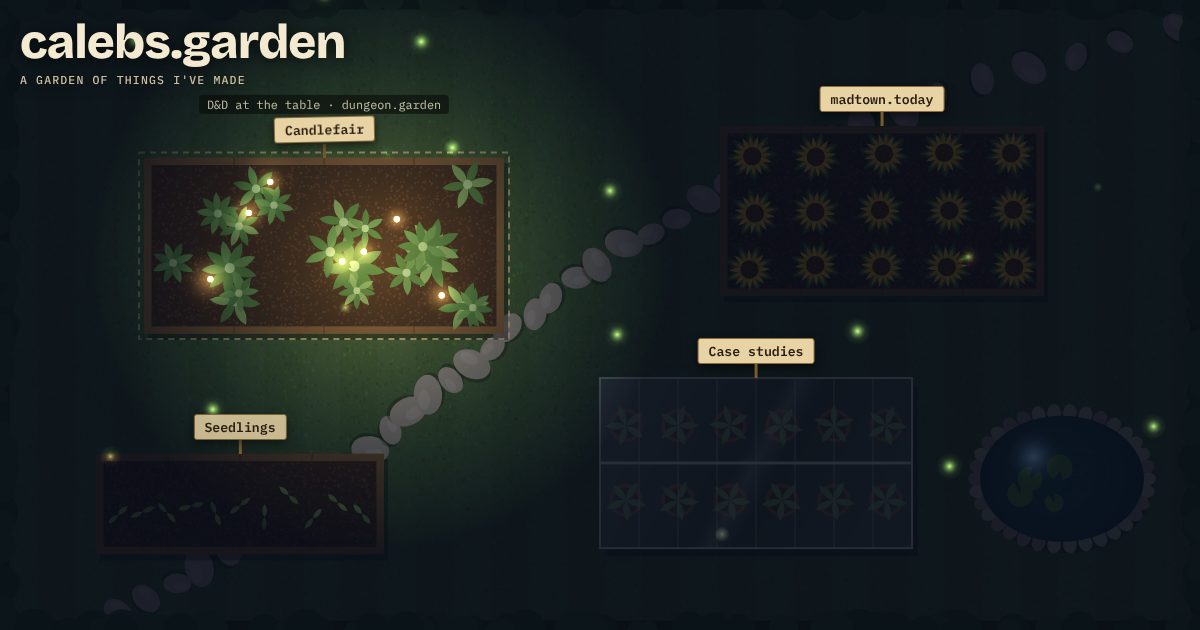 calebs.garden
A GARDEN OF THINGS I'VE MADE
D&D at the table · dungeon.garden
Candlefair
madtown.today
Case studies
Seedlings